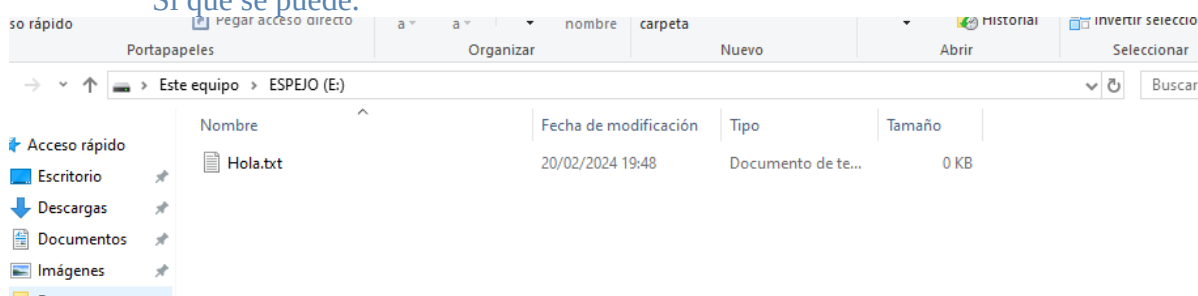 Si que se puede.
so rápido Pegar acceso directo a a nombre carpeta Historial Invertir selecció
Portapapeles Organizar Nuevo Abrir Seleccionar
Este equipo > ESPEJO (E:) Buscar
Nombre Fecha de modificación Tipo Tamaño
Acceso rápido
Hola.txt 20/02/2024 19:48 Documento de te... 0 KB
Escritorio
Descargas
Documentos
Imágenes